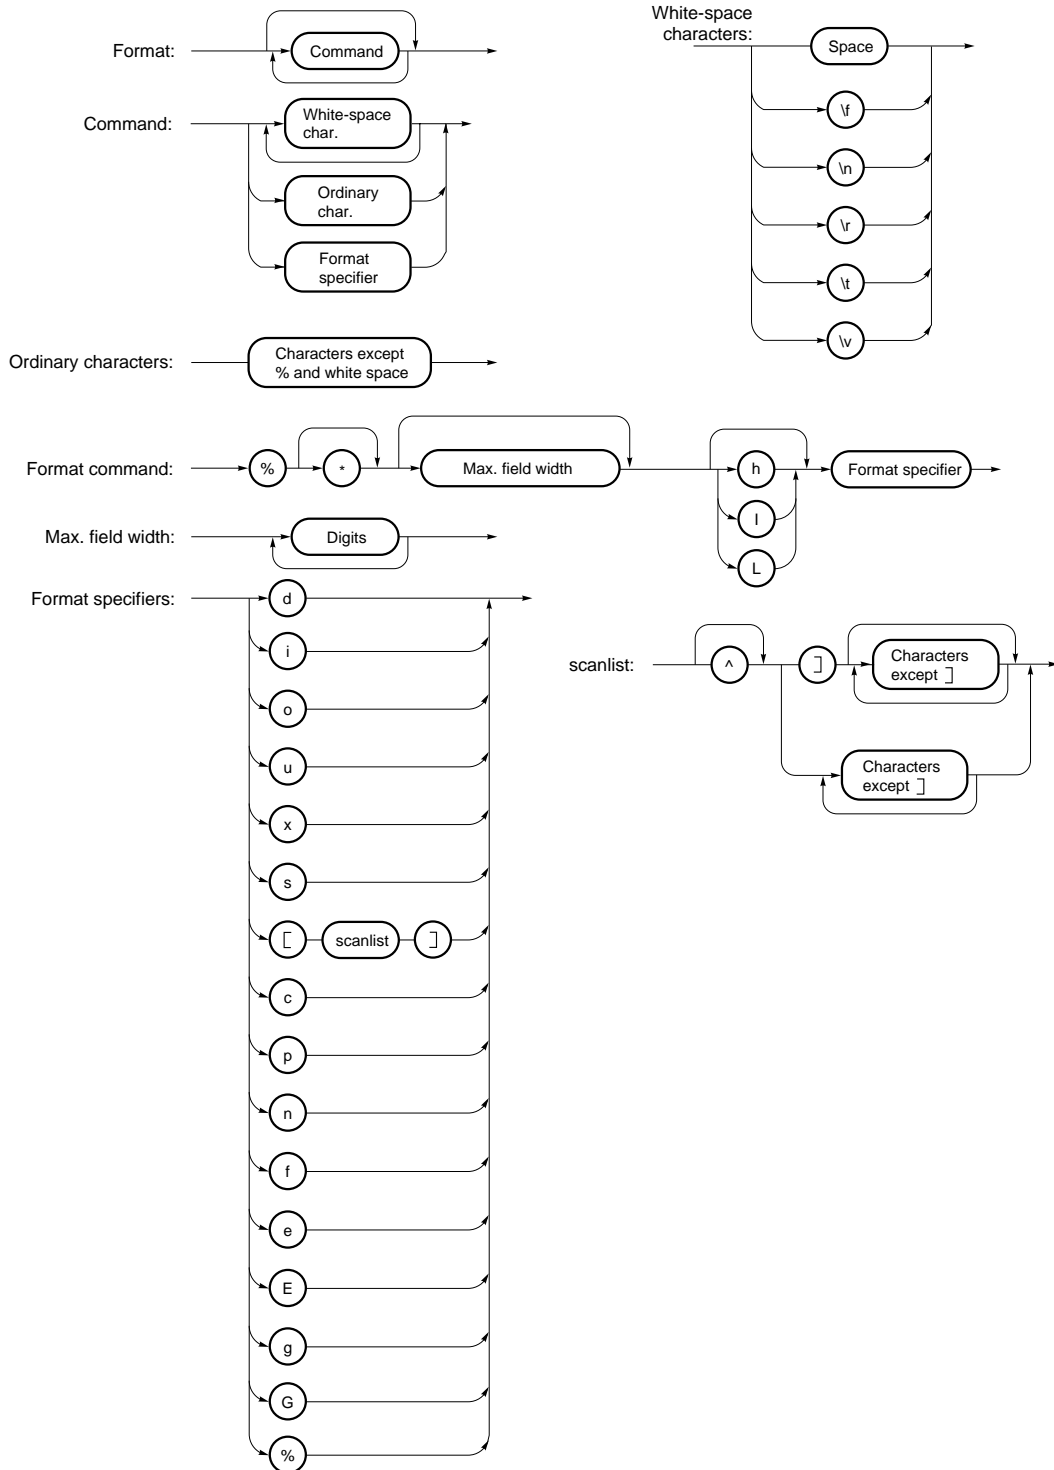 Format:
Command
Command:
White-space
char.
Ordinary
char.
Format
specifier
White-space
characters:
Space
\f
\n
\r
\t
\v
Ordinary characters:
Characters except
% and white space
Format command:
%
*
Max. field width
h
l
L
Format specifier
Max. field width:
Digits
Format specifiers:
d
i
o
u
x
s
[
scanlist
]
c
p
n
f
e
E
g
G
%
scanlist:
^
]
Characters
except ]
Characters
except ]